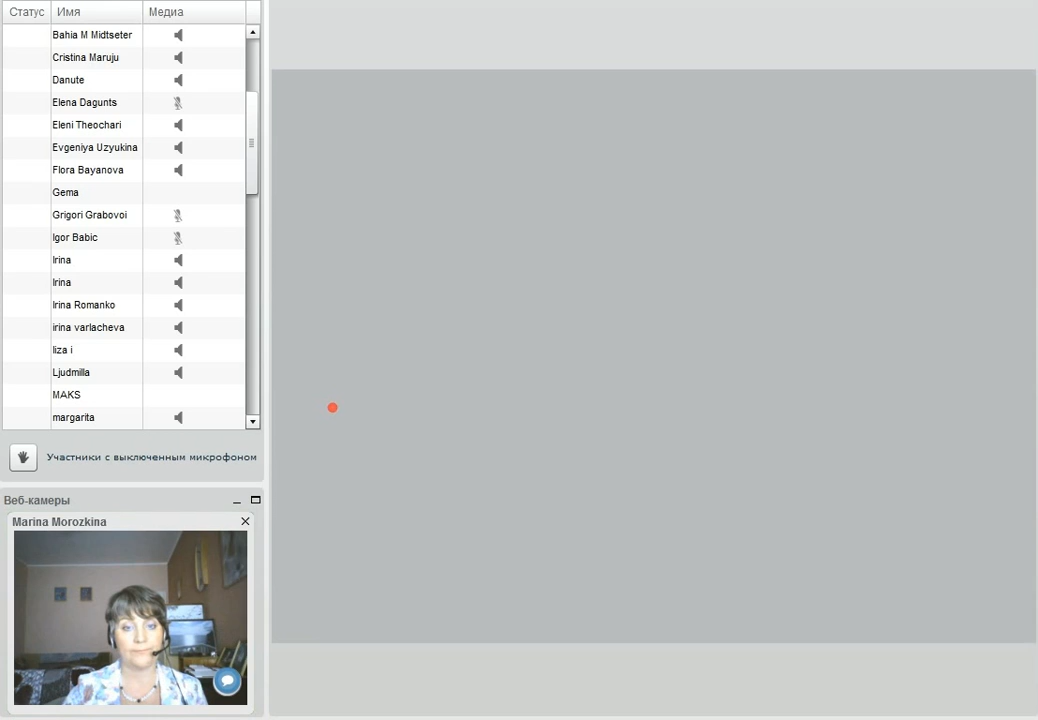 Статус Имя Медиа
Bahia M Midtseter
Cristina Maruju
Danute
Elena Dagunts
Eleni Theochari
Evgeniya Uzyukina
Flora Bayanova
Gema
Grigori Grabovoi
Igor Babic
Irina
Irina
Irina Romanko
irina varlacheva
liza i
Ljudmilla
MAKS
margarita
Участники с выключенным микрофоном
Веб-камеры
Marina Morozkina